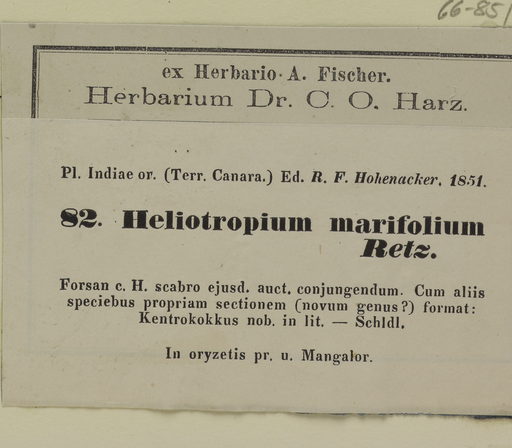 66-85
ex Herbario A. Fischer.
Herbarium Dr. C. O. Harz.
Pl. Indiae or. (Terr. Canara.) Ed. R. F. Hohenacker. 1851.
82. Heliotropium marifolium
Retz.
Forsan c. H. scabro ejusd. auct. conjungendum. Cum aliis
speciebus propriam sectionem (novum genus?) format:
Kentrokokkus nob. in lit. — Schldl.
In oryzetis pr. u. Mangalor.